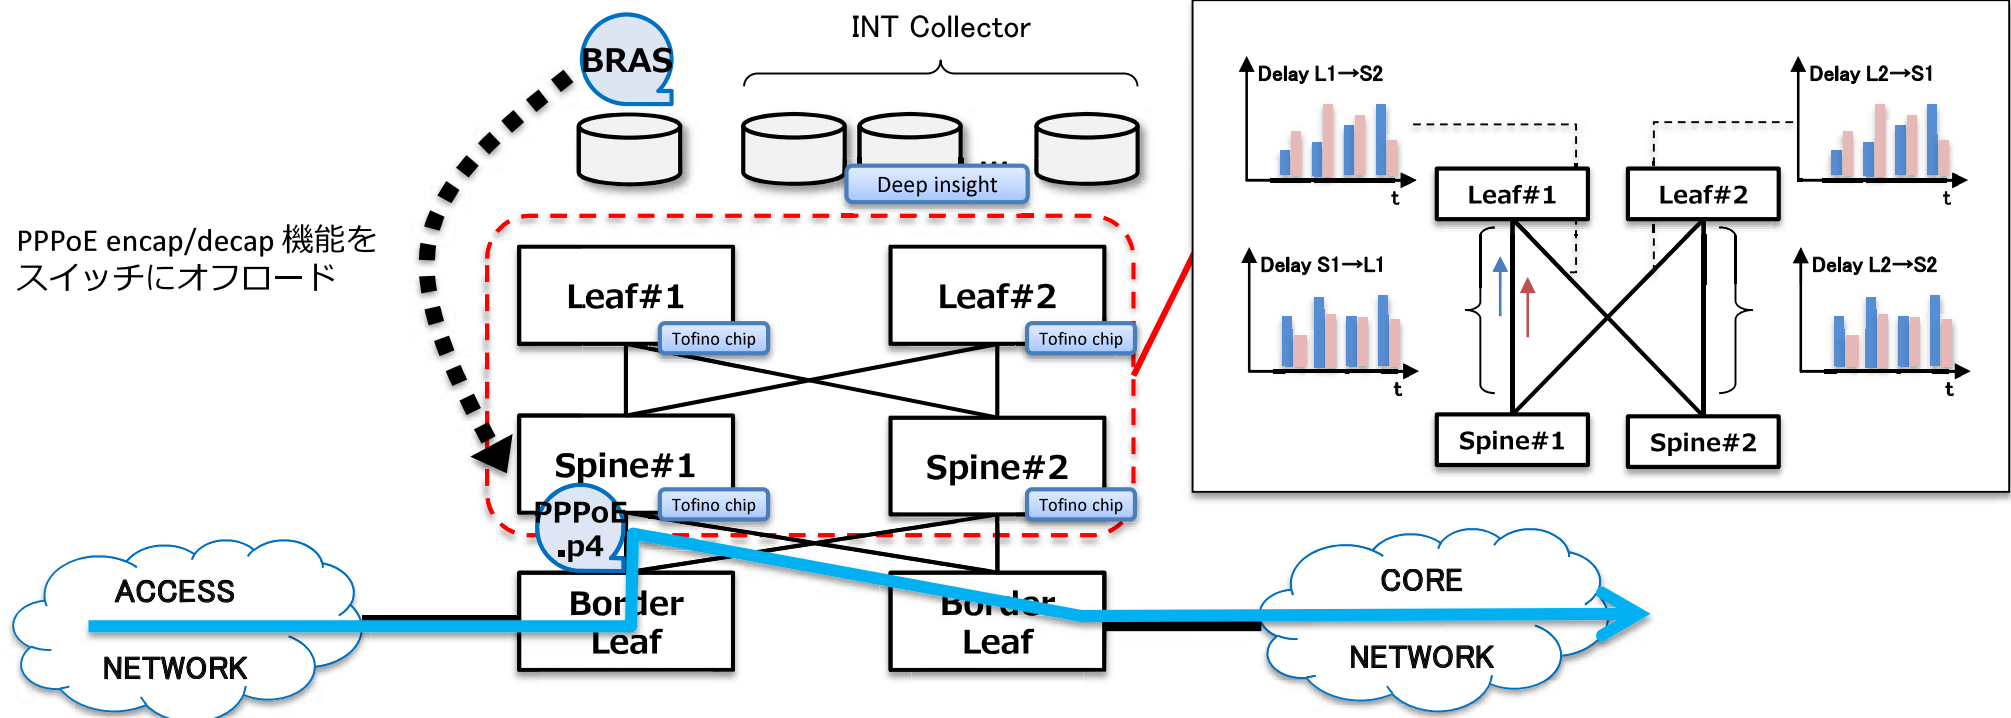 INT Collector
BRAS
...
Deep insight
PPPoE encap/decap 機能を
スイッチにオフロード
Leaf#1
Tofino chip
Leaf#2
Tofino chip
Spine#1
Tofino chip
Spine#2
Tofino chip
PPPoE
.p4
Border
Leaf
Border
Leaf
ACCESS
NETWORK
CORE
NETWORK
Delay L1→S2
t
Delay L2→S1
t
Leaf#1
Leaf#2
Delay S1→L1
t
Delay L2→S2
t
Spine#1
Spine#2